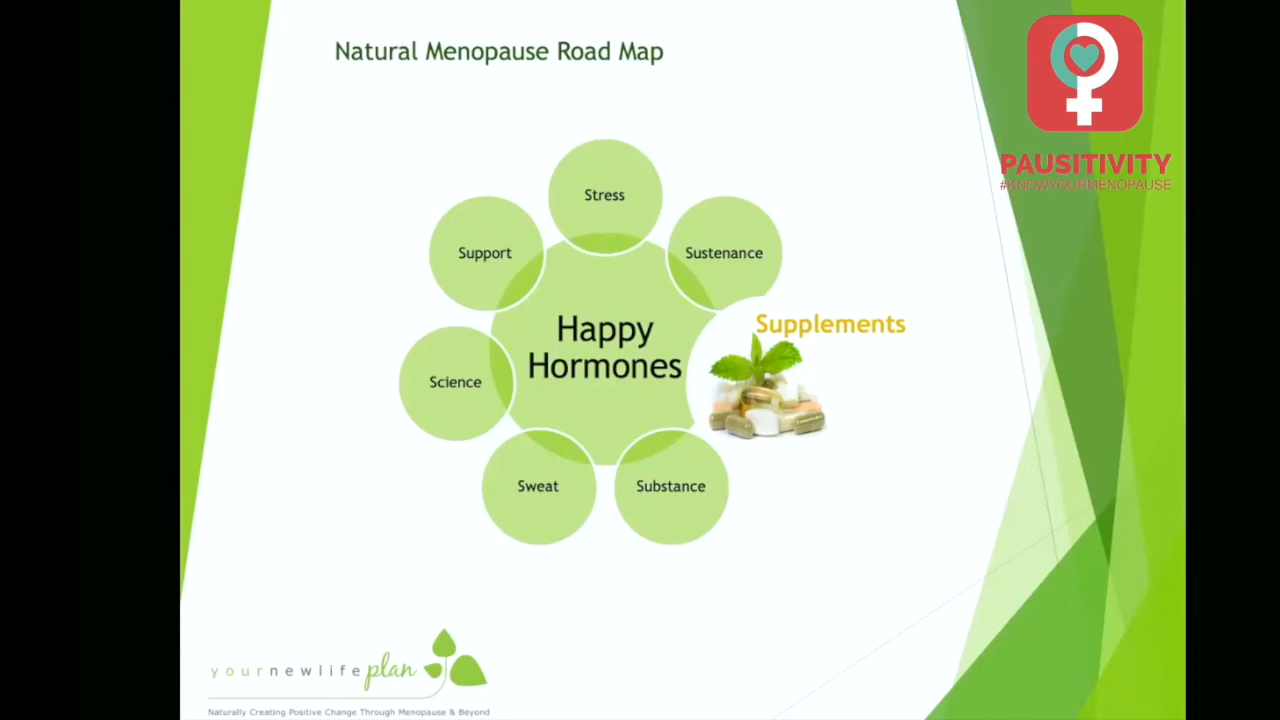 Natural Menopause Road Map
PAUSITIVITY
#KNOWYOURMENOPAUSE
Stress
Support
Sustenance
Supplements
Happy
Hormones
Science
Sweat
Substance
yournewlifeplan
Naturally Creating Positive Change Through Menopause & Beyond